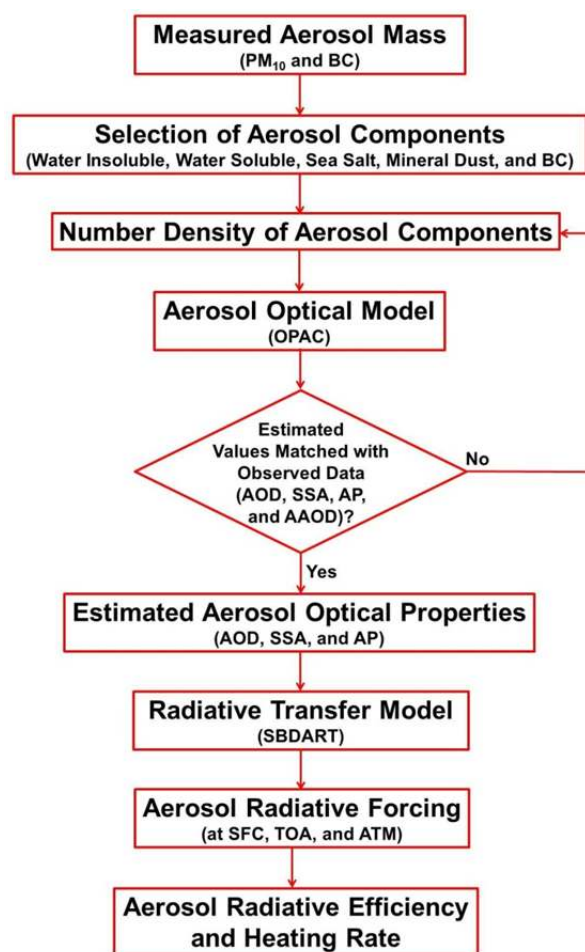 Measured Aerosol Mass
(PM₁₀ and BC)
Selection of Aerosol Components
(Water Insoluble, Water Soluble, Sea Salt, Mineral Dust, and BC)
Number Density of Aerosol Components
Aerosol Optical Model
(OPAC)
Estimated
Values Matched with
Observed Data
(AOD, SSA, AP,
and AAOD)?
No
Yes
Estimated Aerosol Optical Properties
(AOD, SSA, and AP)
Radiative Transfer Model
(SBDART)
Aerosol Radiative Forcing
(at SFC, TOA, and ATM)
Aerosol Radiative Efficiency
and Heating Rate